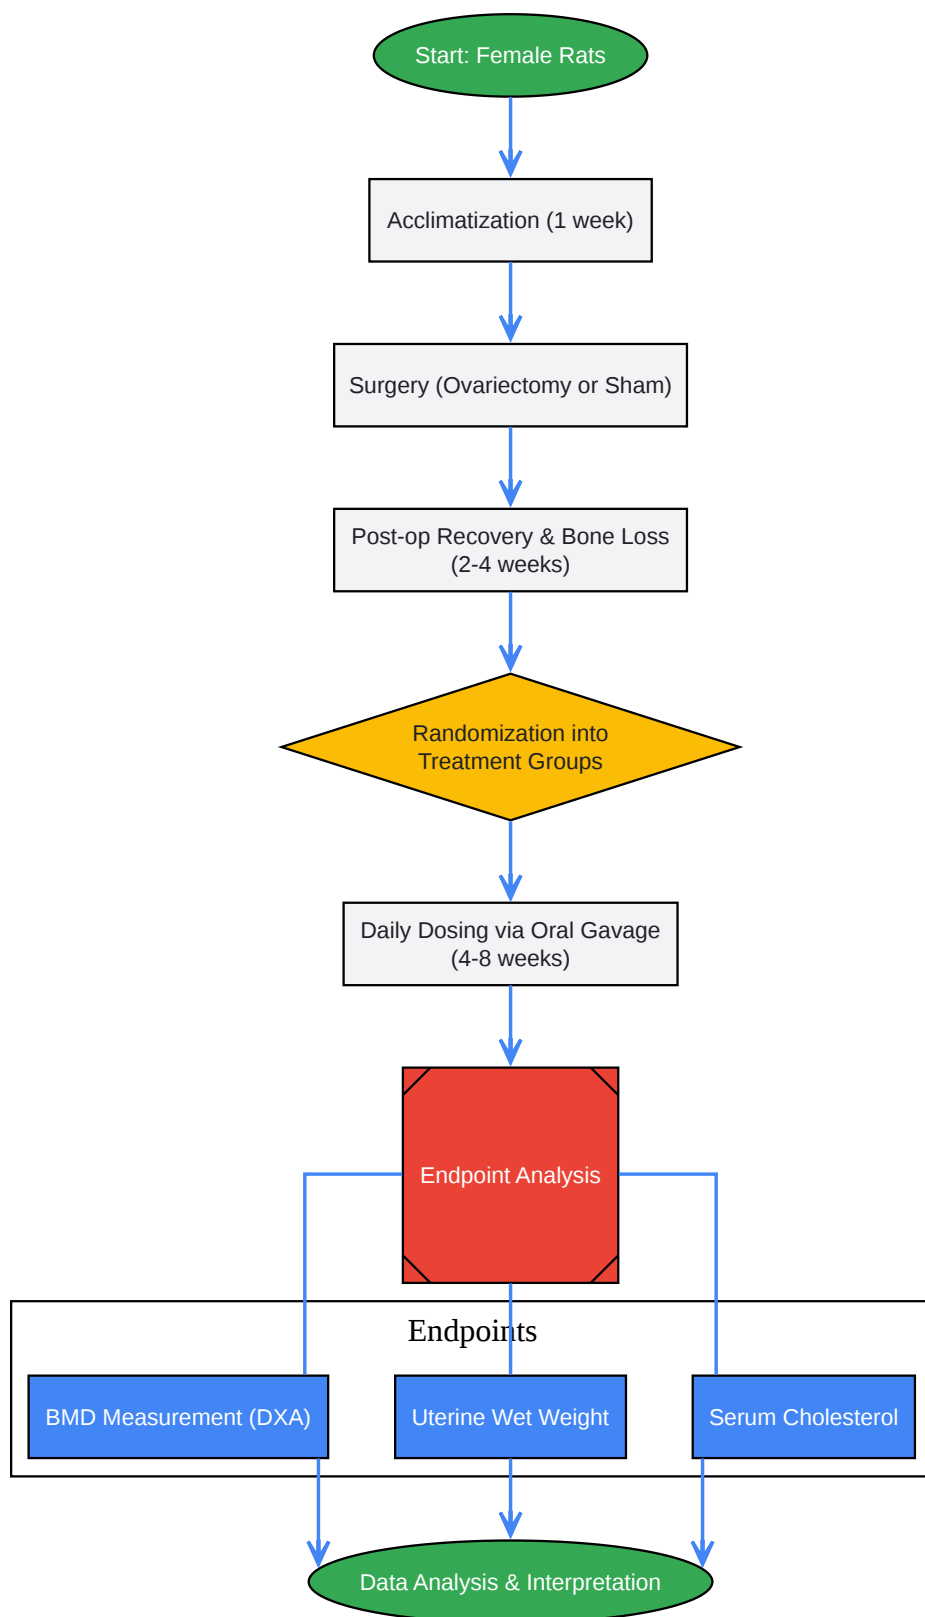 Start: Female Rats
Acclimatization (1 week)
Surgery (Ovariectomy or Sham)
Post-op Recovery & Bone Loss
(2-4 weeks)
Randomization into
Treatment Groups
Daily Dosing via Oral Gavage
(4-8 weeks)
Endpoint Analysis
Endpoints
BMD Measurement (DXA)
Uterine Wet Weight
Serum Cholesterol
Data Analysis & Interpretation